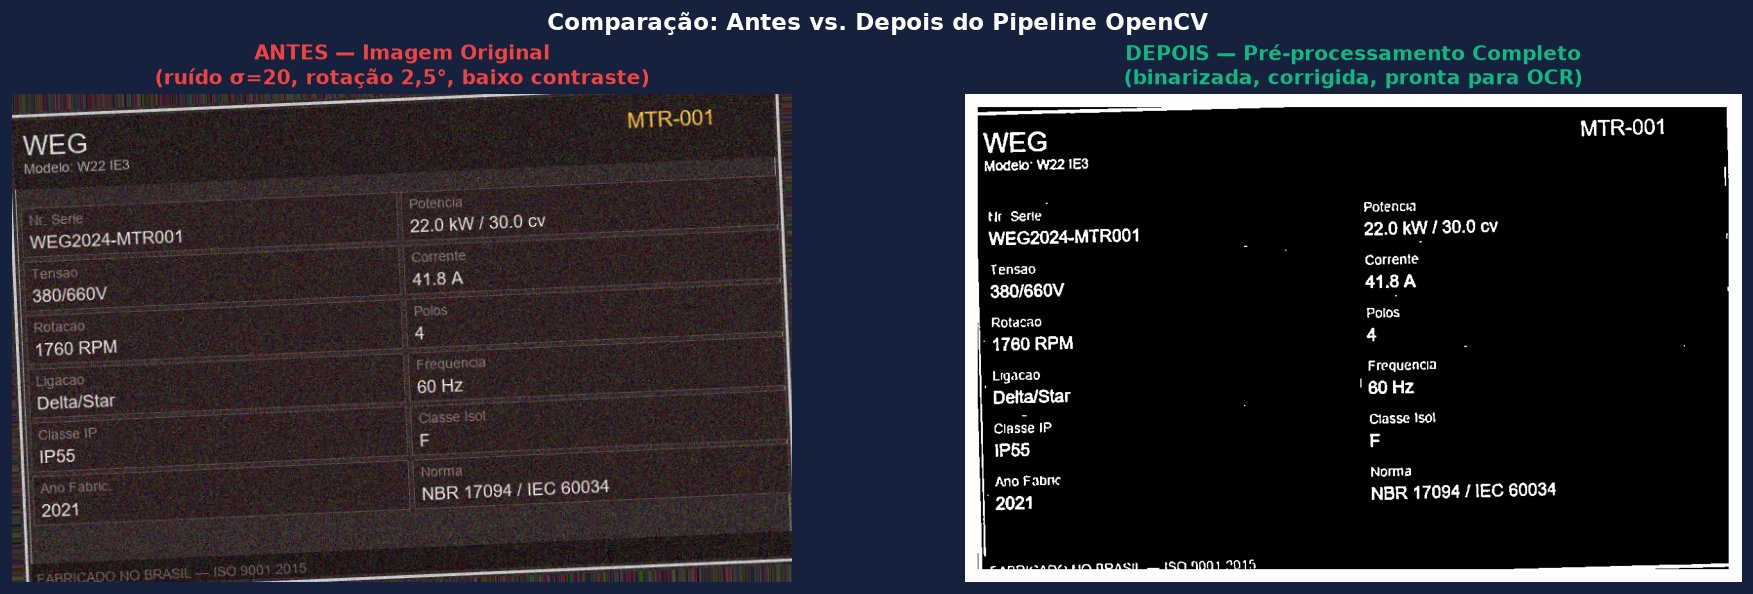 Comparação: Antes vs. Depois do Pipeline OpenCV
ANTES — Imagem Original
(ruído σ=20, rotação 2,5°, baixo contraste)
WEG
MTR-001
Modelo: W22 IE3
Nr. Serie
Potencia
WEG2024-MTR001
22.0 kW / 30.0 cv
Tensao
Corrente
380/660V
41.8 A
Rotacao
Polos
1760 RPM
4
Ligacao
Frequencia
Delta/Star
60 Hz
Classe IP
Classe Isol
IP55
F
Ano Fabric.
Norma
2021
NBR 17094 / IEC 60034
FABRICADO NO BRASIL — ISO 9001:2015
DEPOIS — Pré-processamento Completo
(binarizada, corrigida, pronta para OCR)
WEG
MTR-001
Modelo: W22 IE3
Nr Serie
Potencia
WEG2024-MTR001
22.0 kW / 30.0 cv
Tensao
Corrente
380/660V
41.8 A
Rotacao
Polos
1760 RPM
4
Ligacao
Frequencia
Delta/Star
60 Hz
Classe IP
Classe Isol
IP55
F
Ano Fabric
Norma
2021
NBR 17094 / IEC 60034
FABRICADO NO BRASIL — ISO 9001:2015